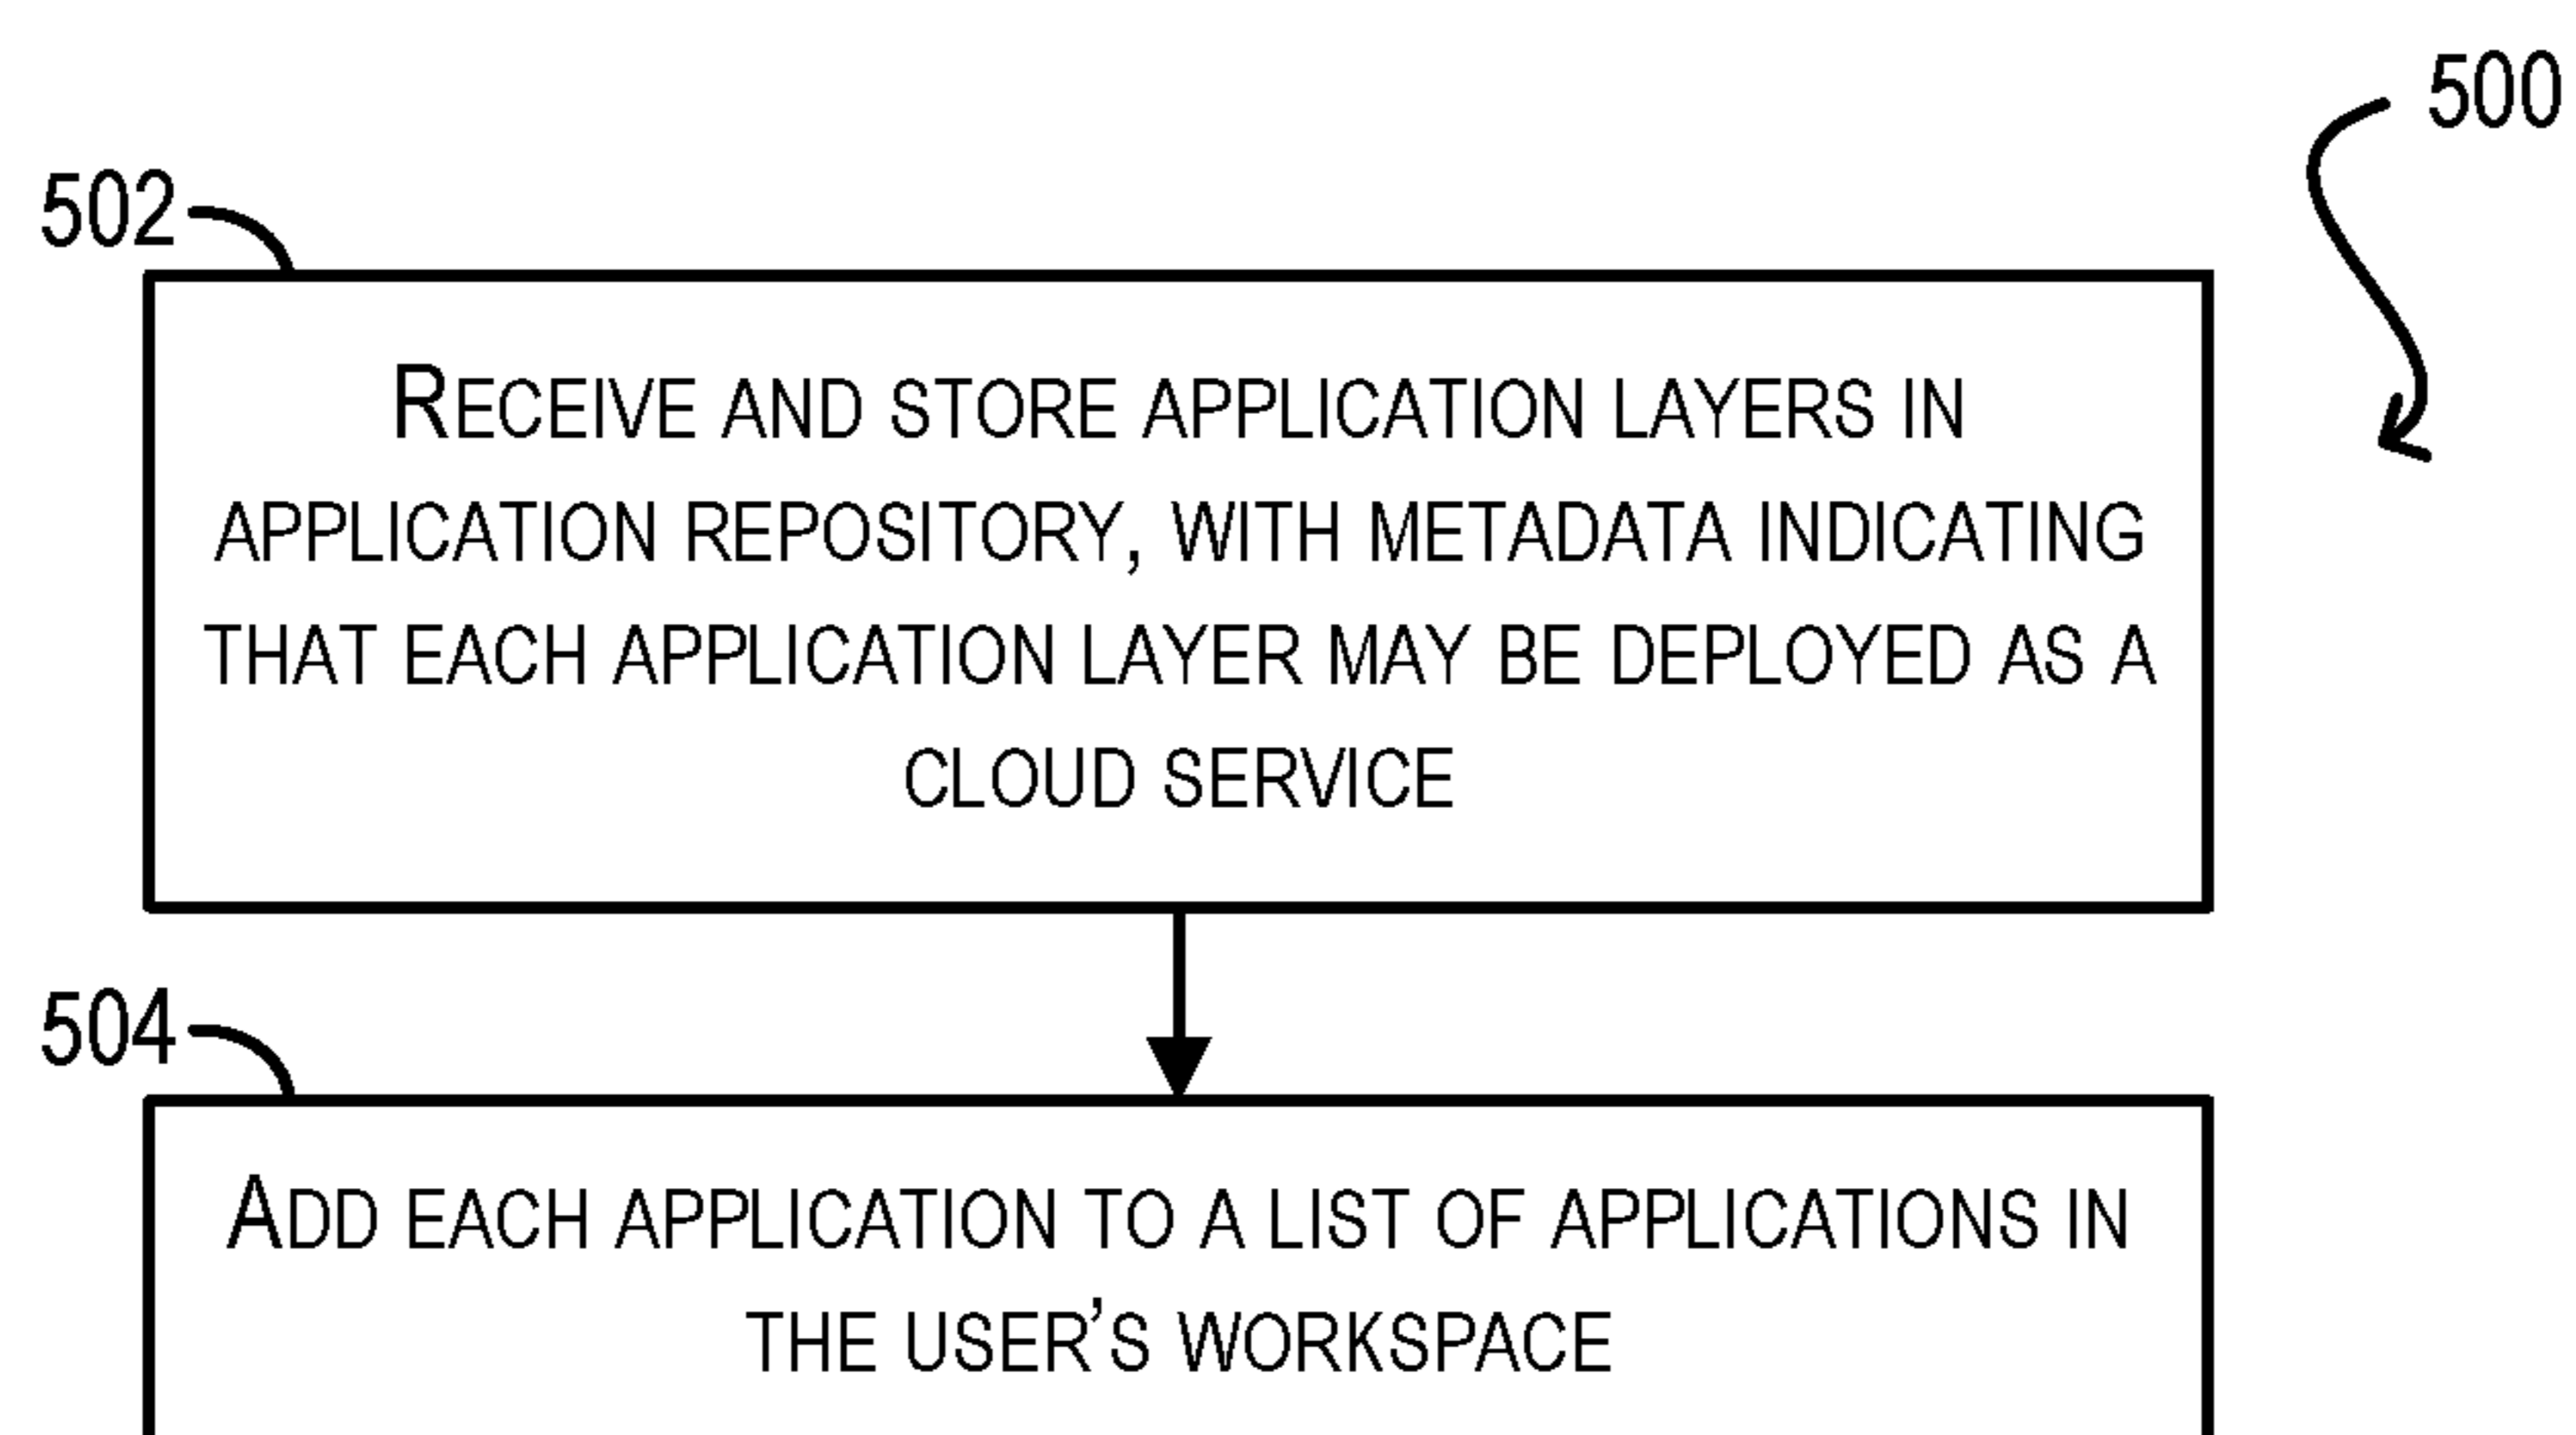 500
502
Receive and store application layers in
application repository, with metadata indicating
that each application layer may be deployed as a
cloud service
504
Add each application to a list of applications in
the user’s workspace